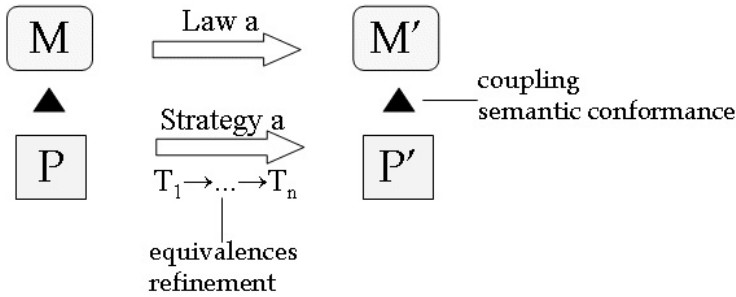 M
Law a
M′
coupling
semantic conformance
Strategy a
P
T₁→...→Tₙ
P′
equivalences
refinement